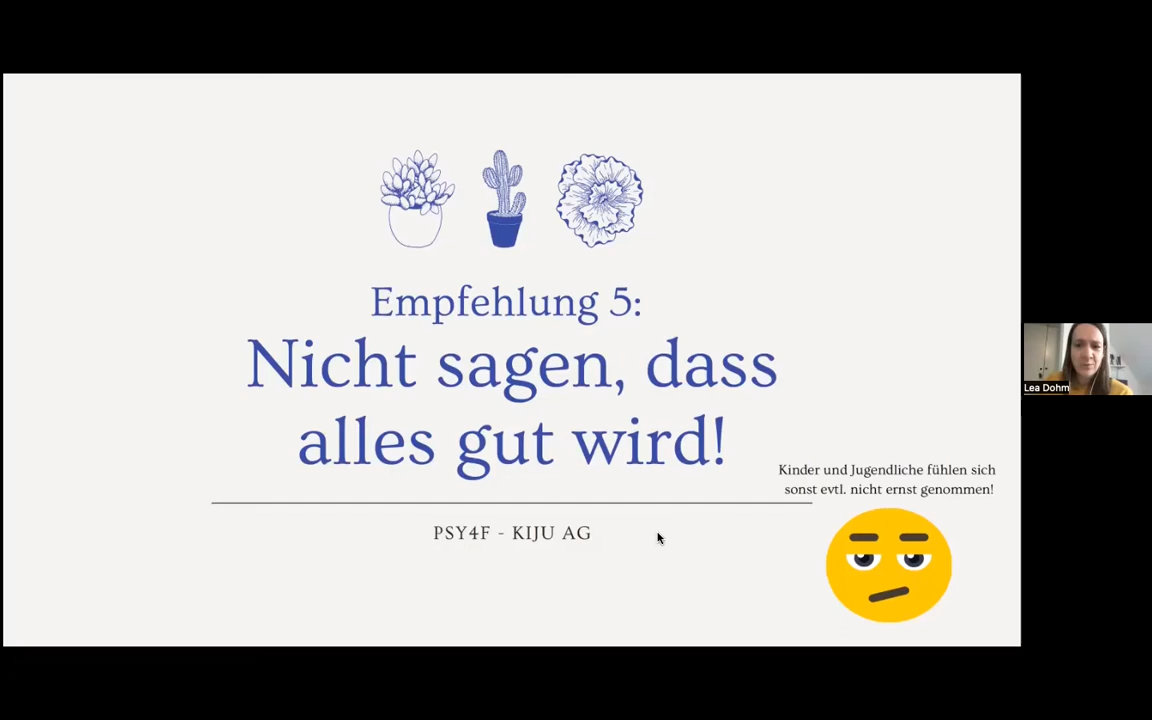 Empfehlung 5:
Nicht sagen, dass
alles gut wird!
Kinder und Jugendliche fühlen sich
sonst evtl. nicht ernst genommen!
PSY4F - KIJU AG
Lea Dohm